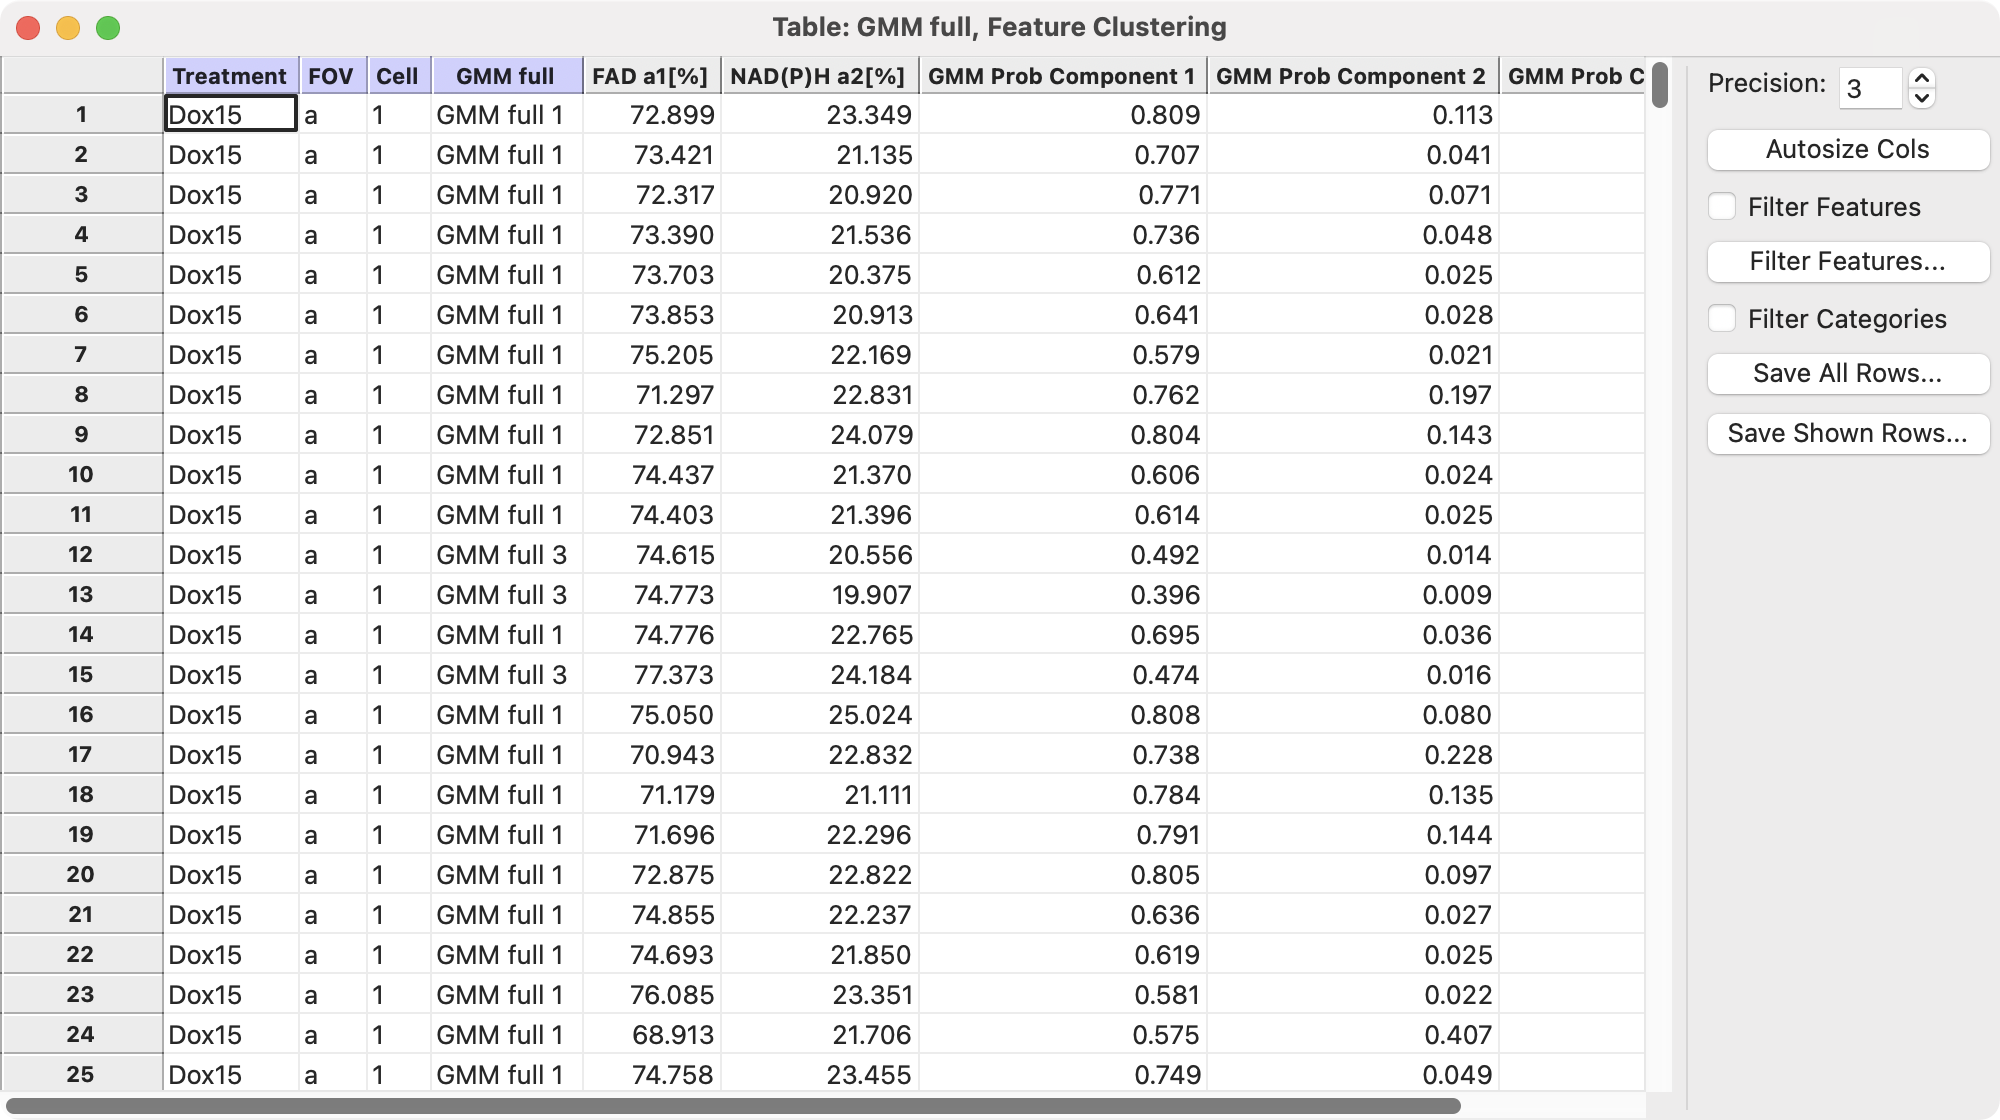 Table: GMM full, Feature Clustering
Treatment FOV Cell GMM full FAD a1[%] NAD(P)H a2[%] GMM Prob Component 1 GMM Prob Component 2 GMM Prob C
1 Dox15 a 1 GMM full 1 72.899 23.349 0.809 0.113
2 Dox15 a 1 GMM full 1 73.421 21.135 0.707 0.041
3 Dox15 a 1 GMM full 1 72.317 20.920 0.771 0.071
4 Dox15 a 1 GMM full 1 73.390 21.536 0.736 0.048
5 Dox15 a 1 GMM full 1 73.703 20.375 0.612 0.025
6 Dox15 a 1 GMM full 1 73.853 20.913 0.641 0.028
7 Dox15 a 1 GMM full 1 75.205 22.169 0.579 0.021
8 Dox15 a 1 GMM full 1 71.297 22.831 0.762 0.197
9 Dox15 a 1 GMM full 1 72.851 24.079 0.804 0.143
10 Dox15 a 1 GMM full 1 74.437 21.370 0.606 0.024
11 Dox15 a 1 GMM full 1 74.403 21.396 0.614 0.025
12 Dox15 a 1 GMM full 3 74.615 20.556 0.492 0.014
13 Dox15 a 1 GMM full 3 74.773 19.907 0.396 0.009
14 Dox15 a 1 GMM full 1 74.776 22.765 0.695 0.036
15 Dox15 a 1 GMM full 3 77.373 24.184 0.474 0.016
16 Dox15 a 1 GMM full 1 75.050 25.024 0.808 0.080
17 Dox15 a 1 GMM full 1 70.943 22.832 0.738 0.228
18 Dox15 a 1 GMM full 1 71.179 21.111 0.784 0.135
19 Dox15 a 1 GMM full 1 71.696 22.296 0.791 0.144
20 Dox15 a 1 GMM full 1 72.875 22.822 0.805 0.097
21 Dox15 a 1 GMM full 1 74.855 22.237 0.636 0.027
22 Dox15 a 1 GMM full 1 74.693 21.850 0.619 0.025
23 Dox15 a 1 GMM full 1 76.085 23.351 0.581 0.022
24 Dox15 a 1 GMM full 1 68.913 21.706 0.575 0.407
25 Dox15 a 1 GMM full 1 74.758 23.455 0.749 0.049
Precision: 3
Autosize Cols
Filter Features
Filter Features...
Filter Categories
Save All Rows...
Save Shown Rows...